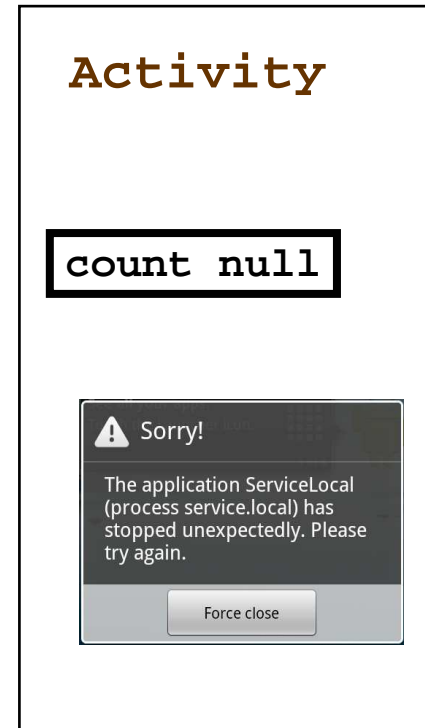 Activity
count null
Sorry!
The application ServiceLocal
(process service.local) has
stopped unexpectedly. Please
try again.
Force close